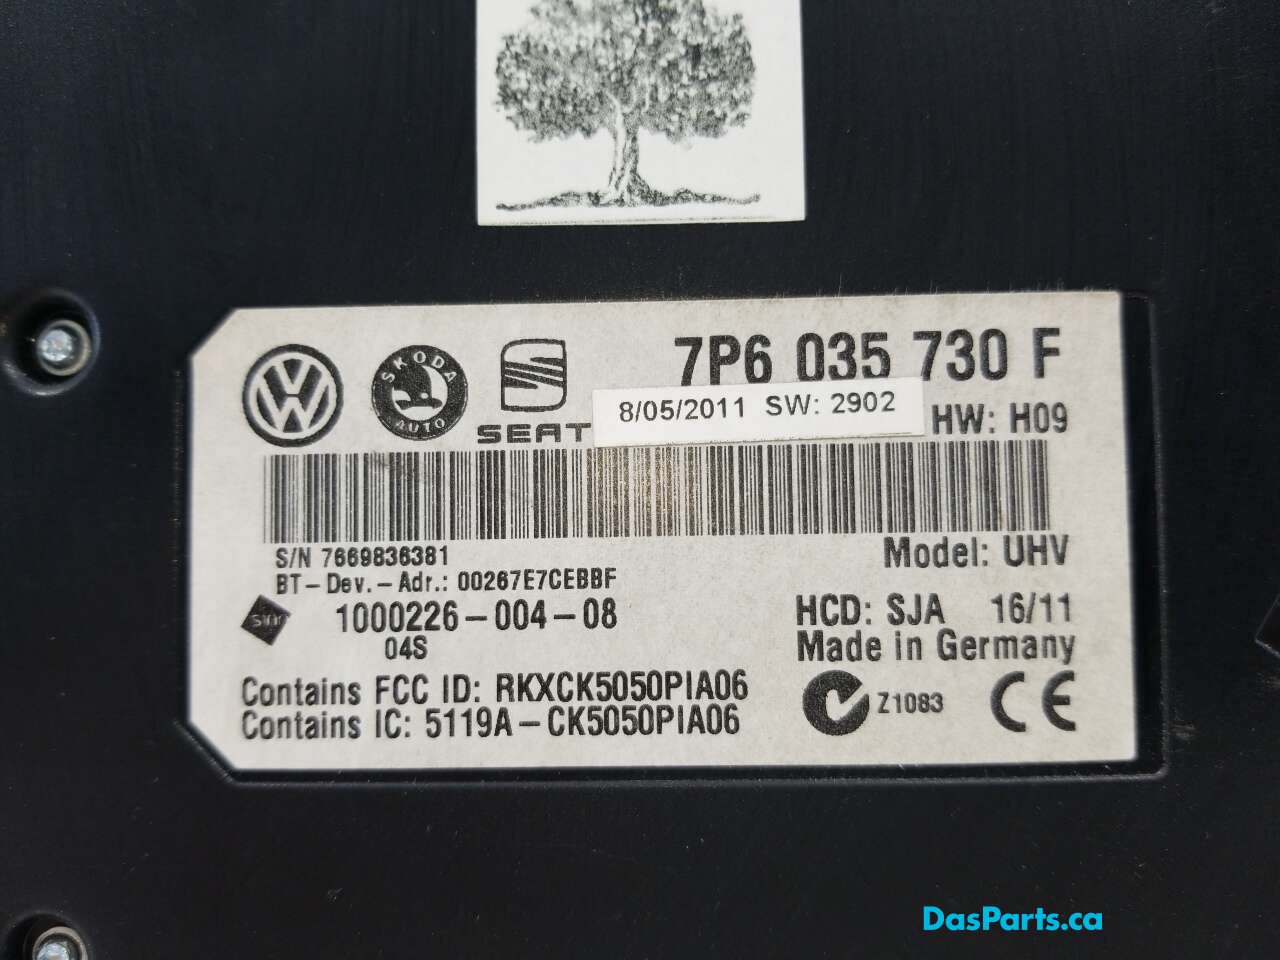 7P6 035 730 F
SKODA
AUTO
SEAT
8/05/2011 SW: 2902
HW: H09
S/N 7669836381
Model: UHV
BT-Dev.-Adr.: 00267E7CEBBF
1000226-004-08
HCD: SJA 16/11
04S
Made in Germany
Contains FCC ID: RKXCK5050PIA06
Contains IC: 5119A-CK5050PIA06
Z1083
CE
DasParts.ca